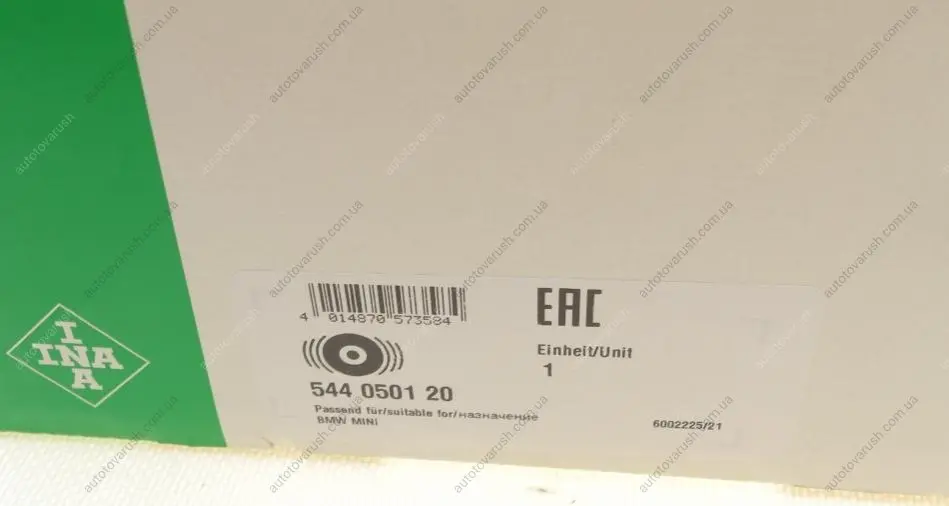 INA
INA
4 014870 573584
EAC
Einheit/Unit
1
544 0501 20
Passend für/suitable for/назначение
BMW MINI
6002225/21
autotovarush.com.ua